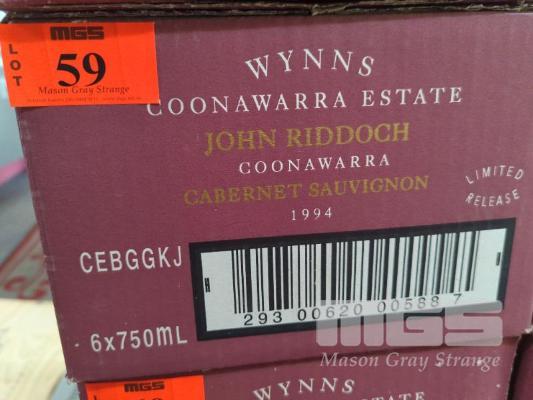 LOT
MGS
59
Mason Gray Strange
WYNNS
COONAWARRA ESTATE
JOHN RIDDOCH
COONAWARRA
CABERNET SAUVIGNON
1994
LIMITED
RELEASE
CEBGGKJ
6x750mL
293 00620 00588 7
MGS
Mason Gray Strange
MGS
WYNNS
ESTATE